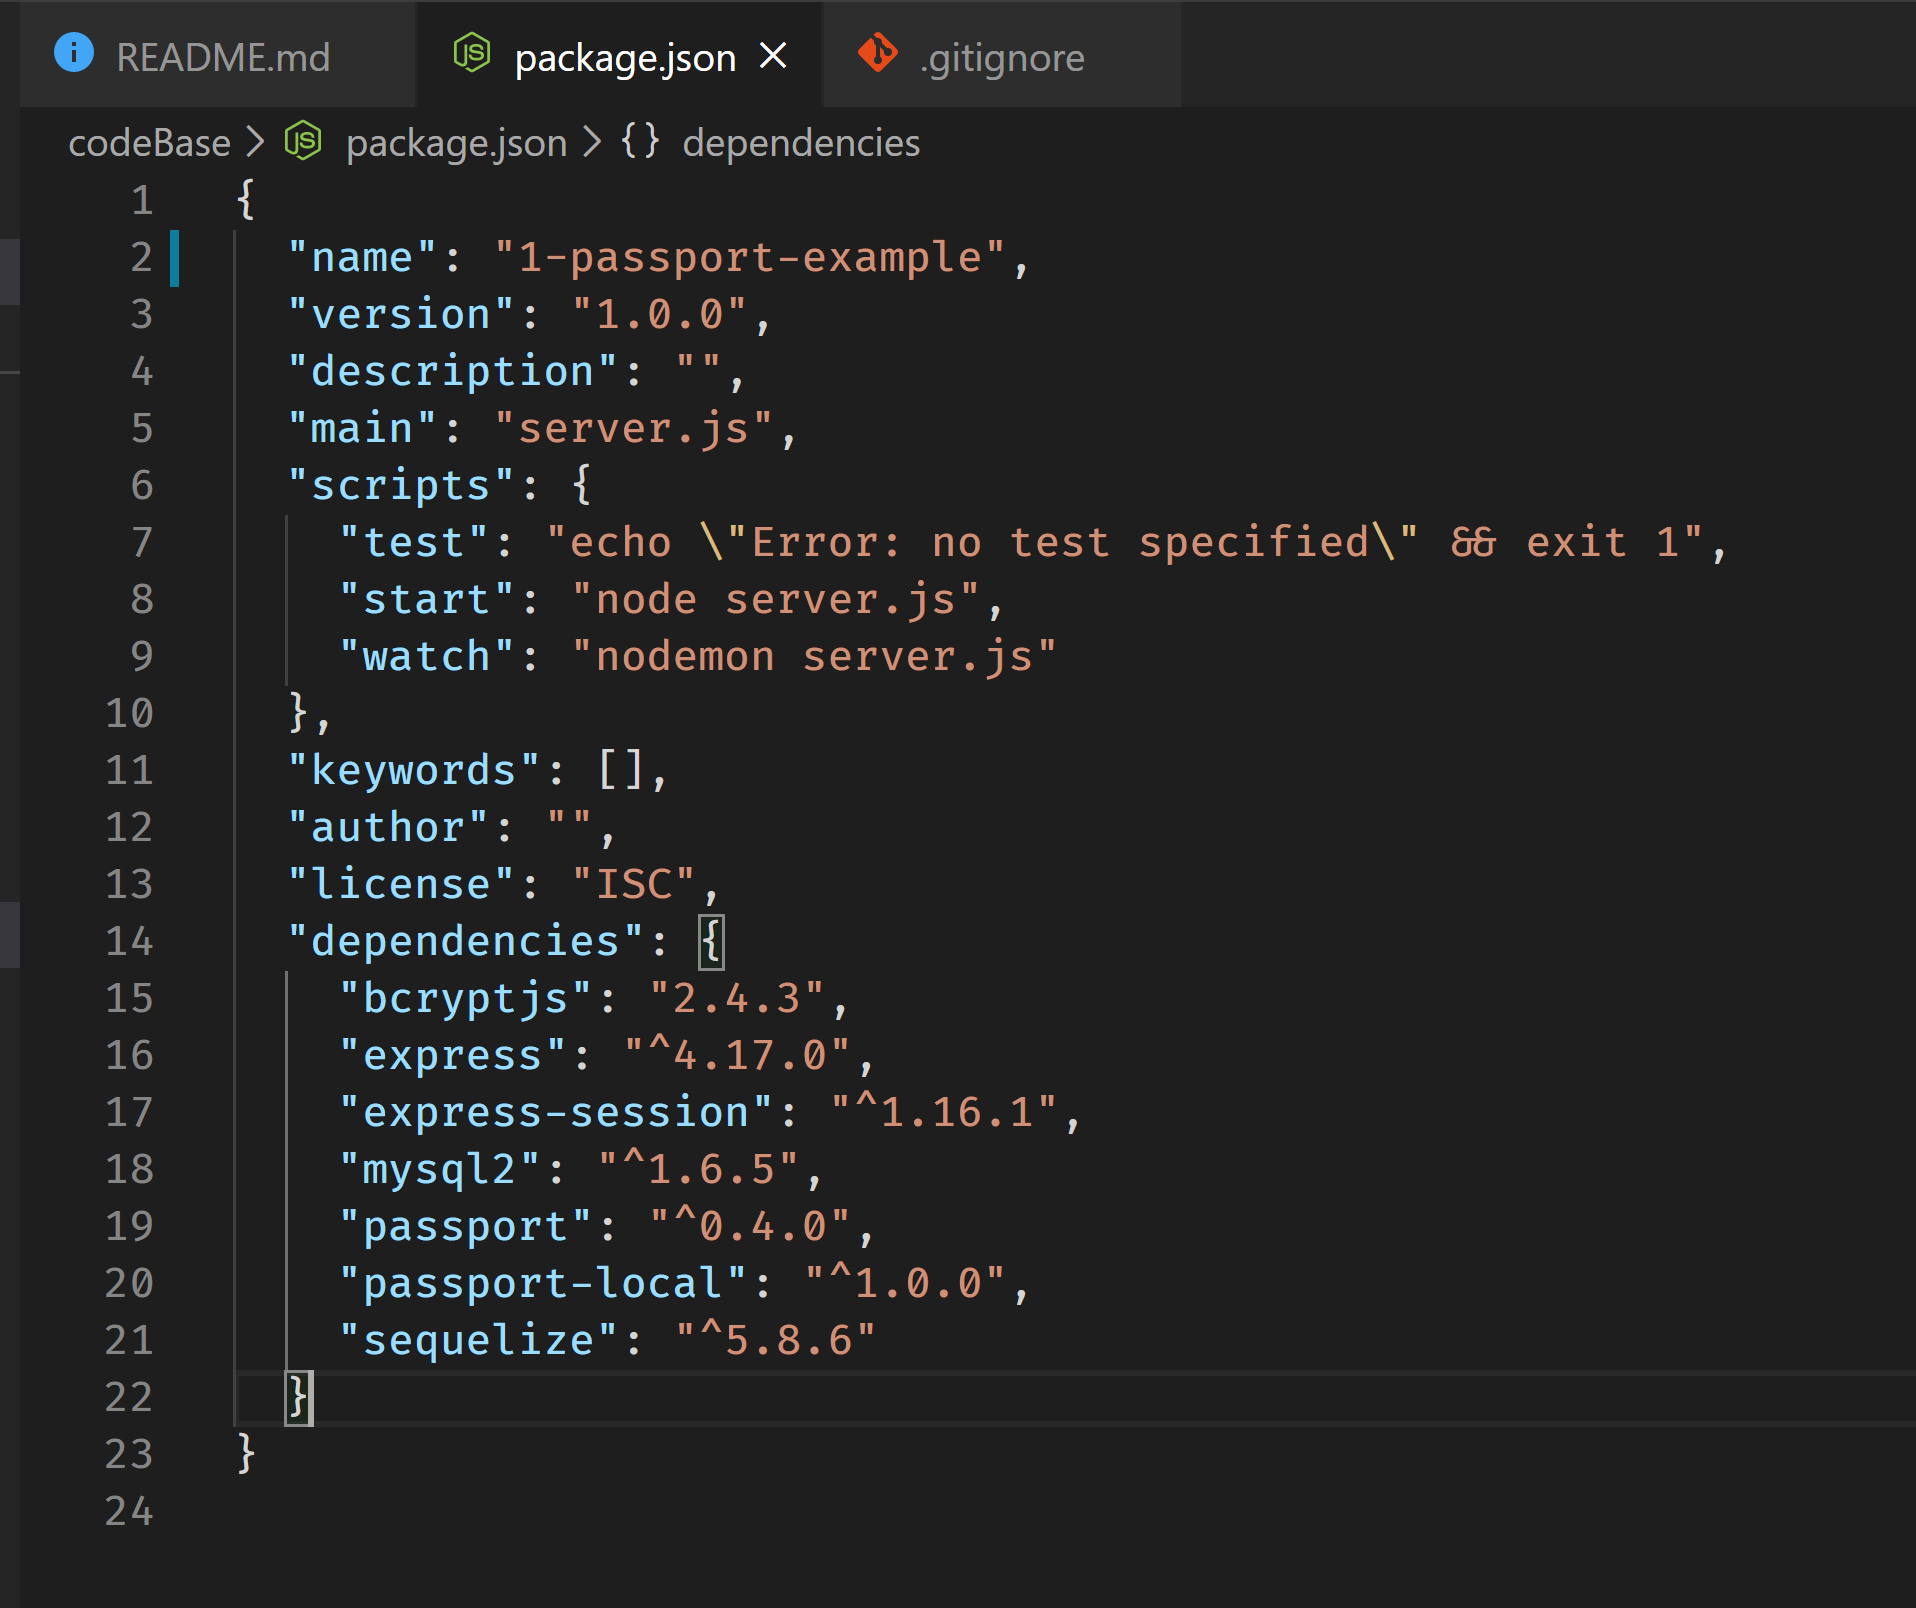 README.md package.json .gitignore
codeBase > package.json > {} dependencies
1 {
2 "name": "1-passport-example",
3 "version": "1.0.0",
4 "description": "",
5 "main": "server.js",
6 "scripts": {
7 "test": "echo \"Error: no test specified\" && exit 1",
8 "start": "node server.js",
9 "watch": "nodemon server.js"
10 },
11 "keywords": [],
12 "author": "",
13 "license": "ISC",
14 "dependencies": {
15 "bcryptjs": "2.4.3",
16 "express": "^4.17.0",
17 "express-session": "^1.16.1",
18 "mysql2": "^1.6.5",
19 "passport": "^0.4.0",
20 "passport-local": "^1.0.0",
21 "sequelize": "^5.8.6"
22 }
23 }
24